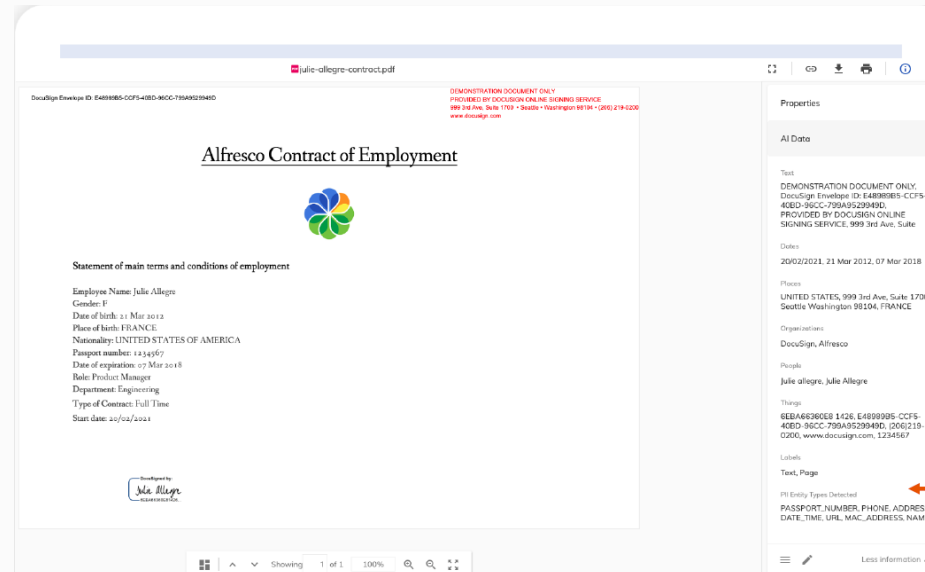 julie-allegre-contract.pdf
DocuSign Envelope ID: E48989B5-CCF5-40BD-96CC-799A9529949D
DEMONSTRATION DOCUMENT ONLY
PROVIDED BY DOCUSIGN ONLINE SIGNING SERVICE
999 3rd Ave, Suite 1700 • Seattle • Washington 98104 • (206) 219-0200
www.docusign.com
Alfresco Contract of Employment
Statement of main terms and conditions of employment
Employee Name: Julie Allegre
Gender: F
Date of birth: 21 Mar 2012
Place of birth: FRANCE
Nationality: UNITED STATES OF AMERICA
Passport number: 1234567
Date of expiration: 07 Mar 2018
Role: Product Manager
Department: Engineering
Type of Contract: Full Time
Start date: 20/02/2021
DocuSigned by:
Julie Allegre
Showing 1 of 1 100%
Properties
AI Data
Text
DEMONSTRATION DOCUMENT ONLY,
DocuSign Envelope ID: E48989B5-CCF5-
40BD-96CC-799A9529949D,
PROVIDED BY DOCUSIGN ONLINE
SIGNING SERVICE, 999 3rd Ave, Suite
Dates
20/02/2021, 21 Mar 2012, 07 Mar 2018
Places
UNITED STATES, 999 3rd Ave, Suite 1700
Seattle Washington 98104, FRANCE
Organizations
DocuSign, Alfresco
People
Julie allegre, Julie Allegre
Things
6EBA66360E8 1426, E48989B5-CCF5-
40BD-96CC-799A9529949D, (206)219-
0200, www.docusign.com, 1234567
Labels
Text, Page
PII Entity Types Detected
PASSPORT_NUMBER, PHONE, ADDRES
DATE_TIME, URL, MAC_ADDRESS, NAM
Less information